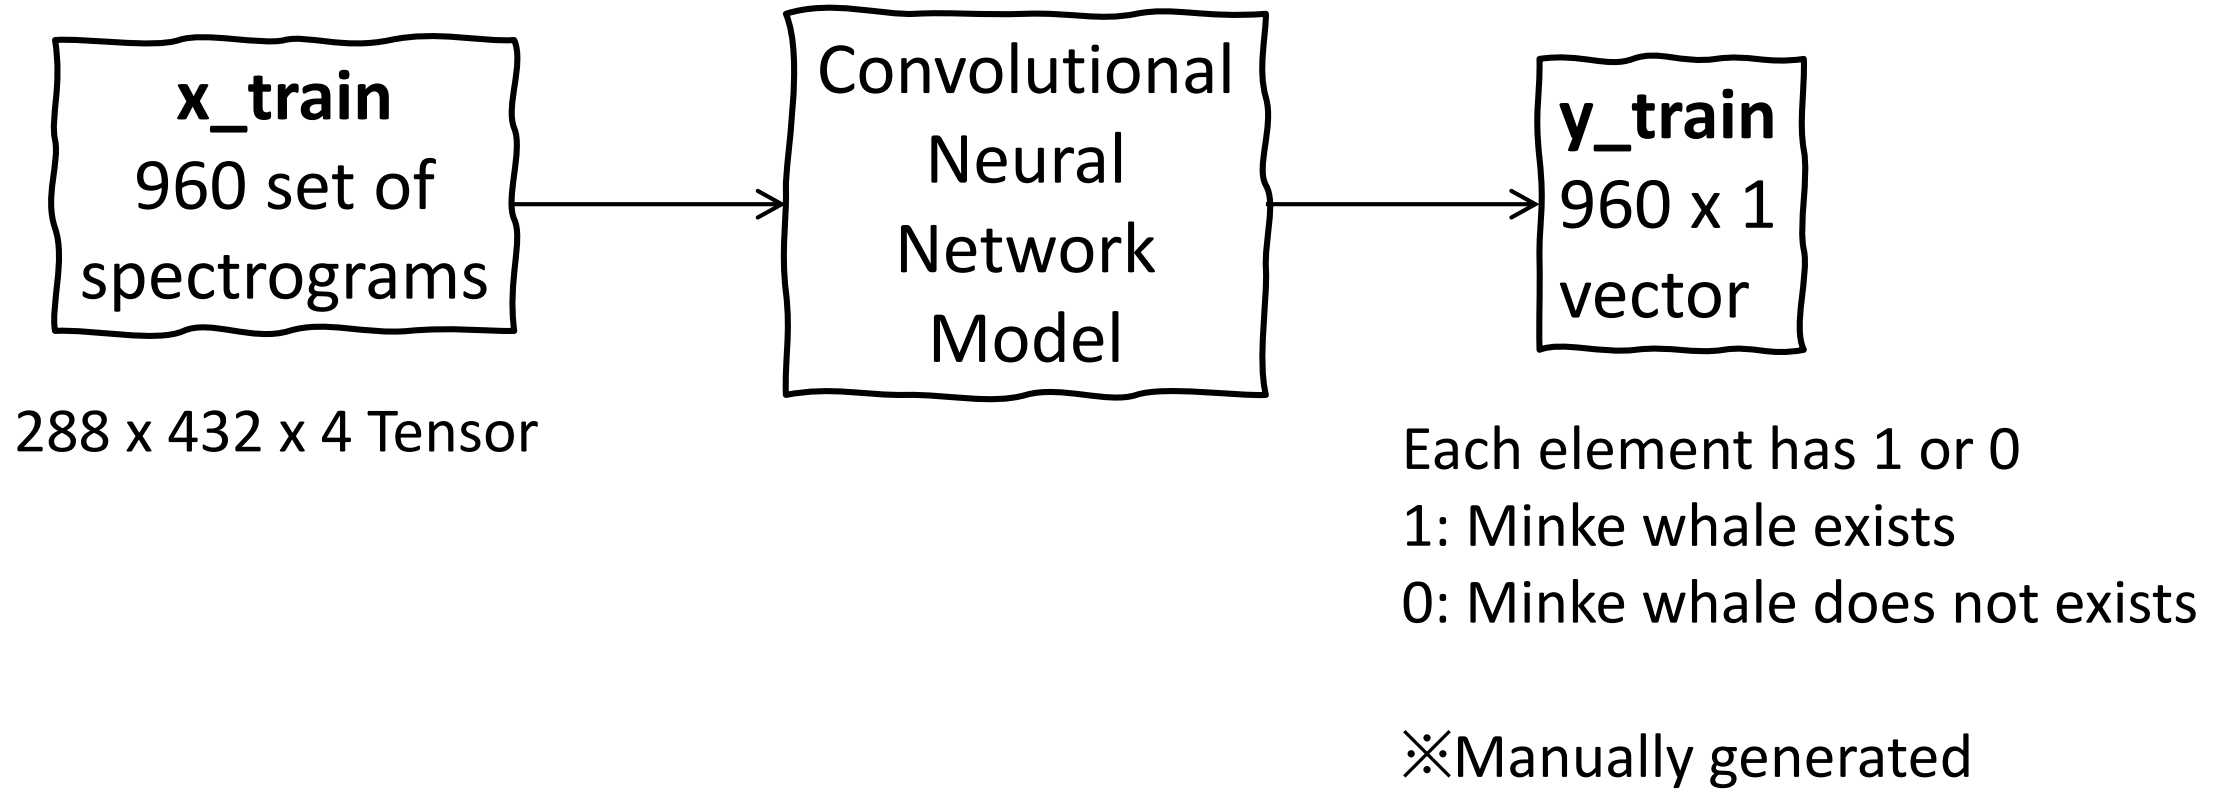 x_train
960 set of
spectrograms
288 x 432 x 4 Tensor
Convolutional
Neural
Network
Model
y_train
960 x 1
vector
Each element has 1 or 0
1: Minke whale exists
0: Minke whale does not exists
※Manually generated